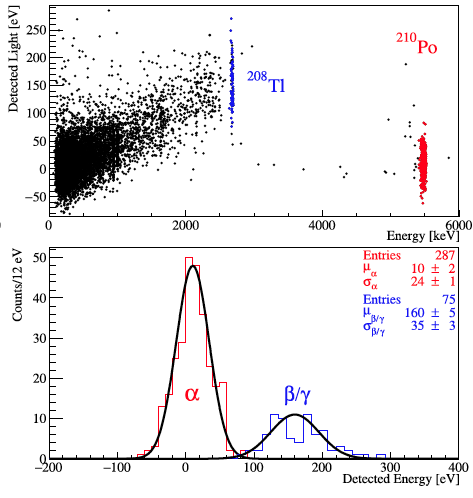 Detected Light [eV]
250
200
150
100
50
0
−50
²⁰⁸Tl
²¹⁰Po
0 2000 4000 6000
Energy [keV]
Counts/12 eV
50
40
30
20
10
0
Entries 287
μα 10 ± 2
σα 24 ± 1
Entries 75
μβ/γ 160 ± 5
σβ/γ 35 ± 3
α
β/γ
−200 −100 0 100 200 300 400
Detected Energy [eV]